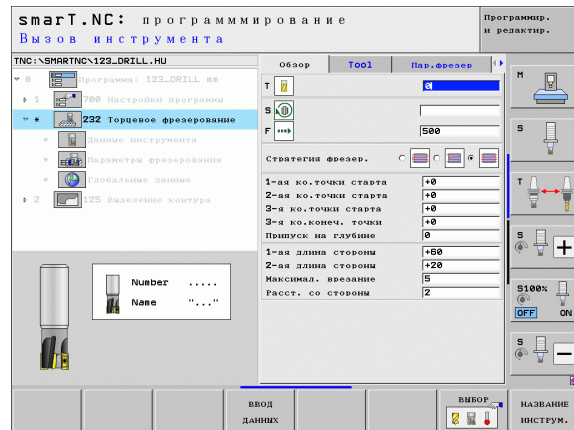 smarT.NC: программмирование
Вызов инструмента
Программир.
и редактир.
TNC:\SMARTNC\123_DRILL.HU
0 Программа: 123_DRILL мм
1 700 Настройки программы
* 232 Торцевое фрезерование
* Данные инструмента
* Параметры фрезерования
* Глобальные данные
2 125 Выделение контура
Number .....
Name "..."
Обзор Tool Пар.фрезер
T 0
S
F 500
Стратегия фрезер.
1-ая ко.точки старта +0
2-ая ко.точки старта +0
3-я ко.точки старта +0
3-я ко.конеч. точки +0
Припуск на глубине 0
1-ая длина стороны +60
2-ая длина стороны +20
Максимал. врезание 5
Расст. со стороны 2
M
S
T
S +
S100%
OFF ON
S –
ВВОД
ДАННЫХ
ВЫБОР
НАЗВАНИЕ
ИНСТРУМ.